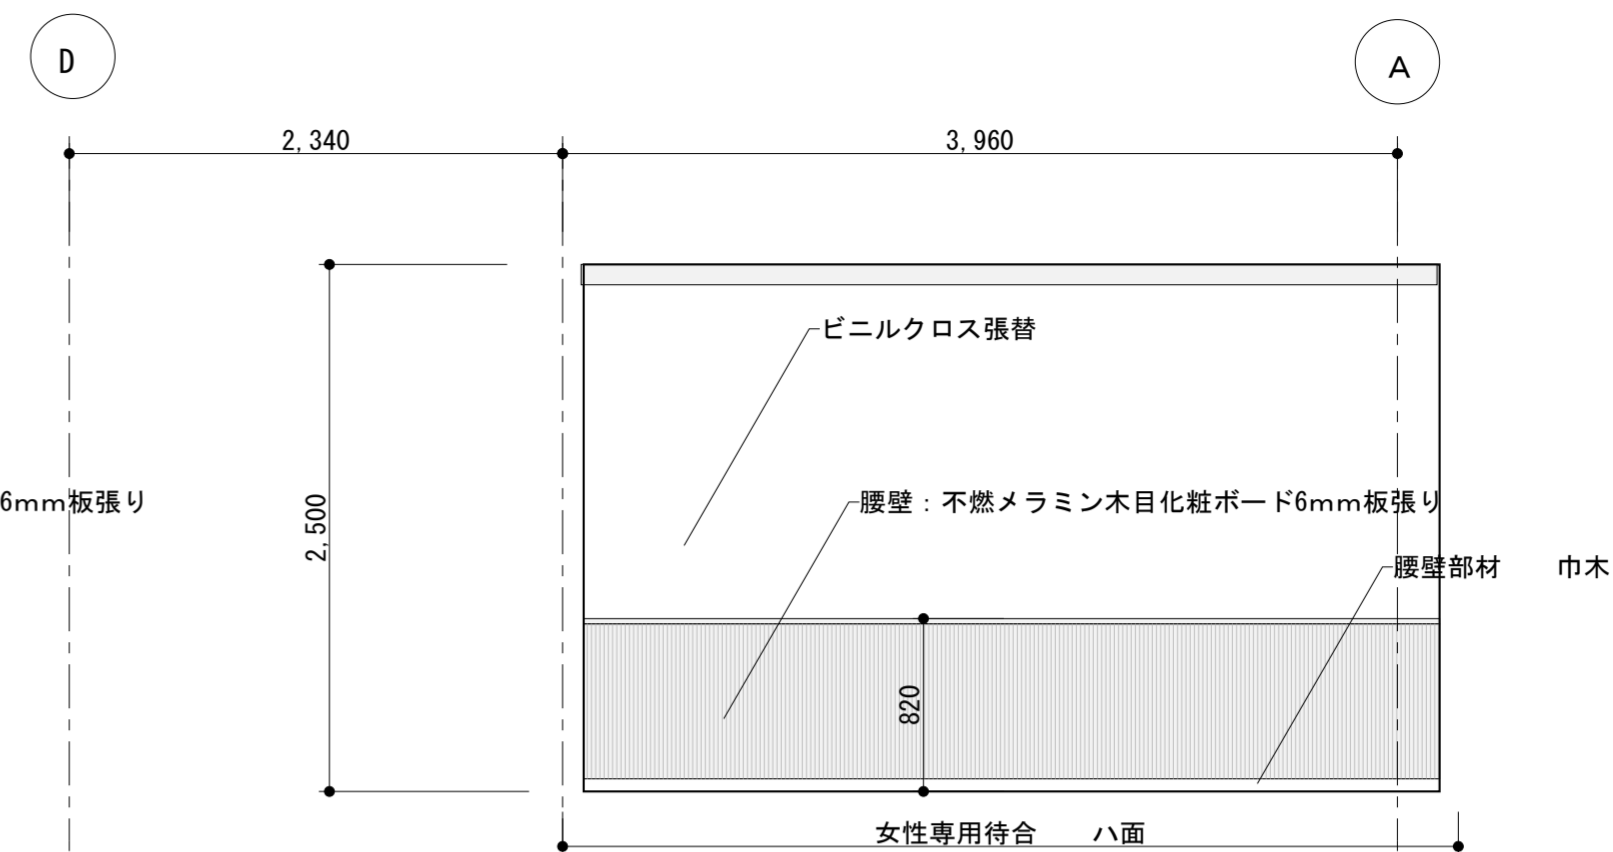 D
A
2,340
3,960
ビニルクロス張替
6mm板張り
2,500
腰壁：不燃メラミン木目化粧ボード6mm板張り
腰壁部材　　巾木
820
女性専用待合　　ハ面